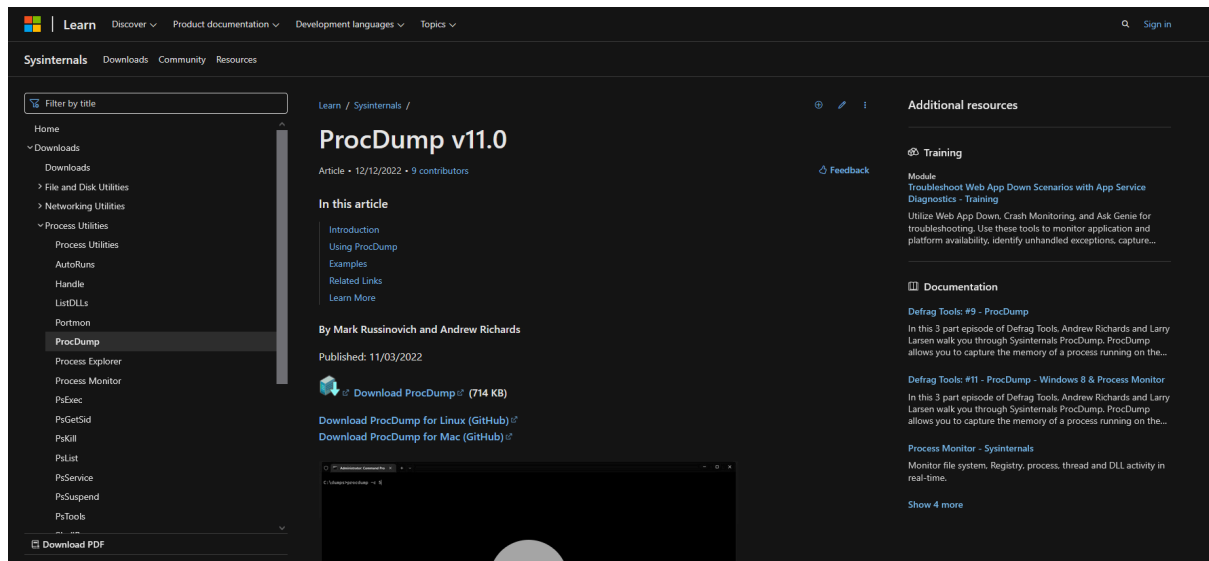 Learn Discover Product documentation Development languages Topics Sign in
Sysinternals Downloads Community Resources
Filter by title
Home
Downloads
Downloads
File and Disk Utilities
Networking Utilities
Process Utilities
Process Utilities
AutoRuns
Handle
ListDLLs
Portmon
ProcDump
Process Explorer
Process Monitor
PsExec
PsGetSid
PsKill
PsList
PsService
PsSuspend
PsTools
Download PDF
Learn / Sysinternals /
ProcDump v11.0
Article • 12/12/2022 • 9 contributors
Feedback
In this article
Introduction
Using ProcDump
Examples
Related Links
Learn More
By Mark Russinovich and Andrew Richards
Published: 11/03/2022
Download ProcDump (714 KB)
Download ProcDump for Linux (GitHub)
Download ProcDump for Mac (GitHub)
Administrator: Command Pro
C:\dumps>procdump
Additional resources
Training
Module
Troubleshoot Web App Down Scenarios with App Service
Diagnostics - Training
Utilize Web App Down, Crash Monitoring, and Ask Genie for
troubleshooting. Use these tools to monitor application and
platform availability, identify unhandled exceptions, capture...
Documentation
Defrag Tools: #9 - ProcDump
In this 3 part episode of Defrag Tools, Andrew Richards and Larry
Larsen walk you through Sysinternals ProcDump. ProcDump
allows you to capture the memory of a process running on the...
Defrag Tools: #11 - ProcDump - Windows 8 & Process Monitor
In this 3 part episode of Defrag Tools, Andrew Richards and Larry
Larsen walk you through Sysinternals ProcDump. ProcDump
allows you to capture the memory of a process running on the...
Process Monitor - Sysinternals
Monitor file system, Registry, process, thread and DLL activity in
real-time.
Show 4 more